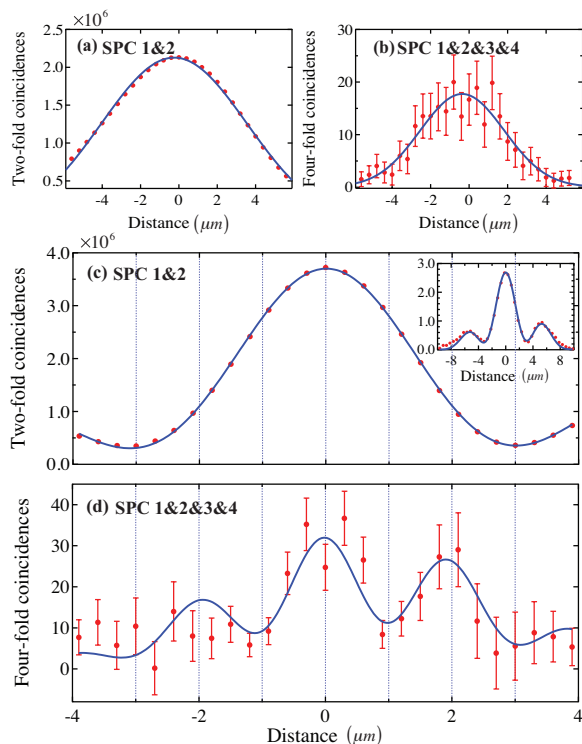 ×10⁶
(a) SPC 1&2
Two-fold coincidences
2.5
2.0
1.5
1.0
0.5
-4 -2 0 2 4
Distance (μm)
(b) SPC 1&2&3&4
Four-fold coincidences
30
20
10
0
-6 -4 -2 0 2 4 6
Distance (μm)
×10⁶
(c) SPC 1&2
Two-fold coincidences
4.0
3.0
2.0
1.0
0.0
3.0
2.0
1.0
0.0
-8 -4 0 4 8
Distance (μm)
(d) SPC 1&2&3&4
Four-fold coincidences
40
30
20
10
0
-4 -2 0 2 4
Distance (μm)